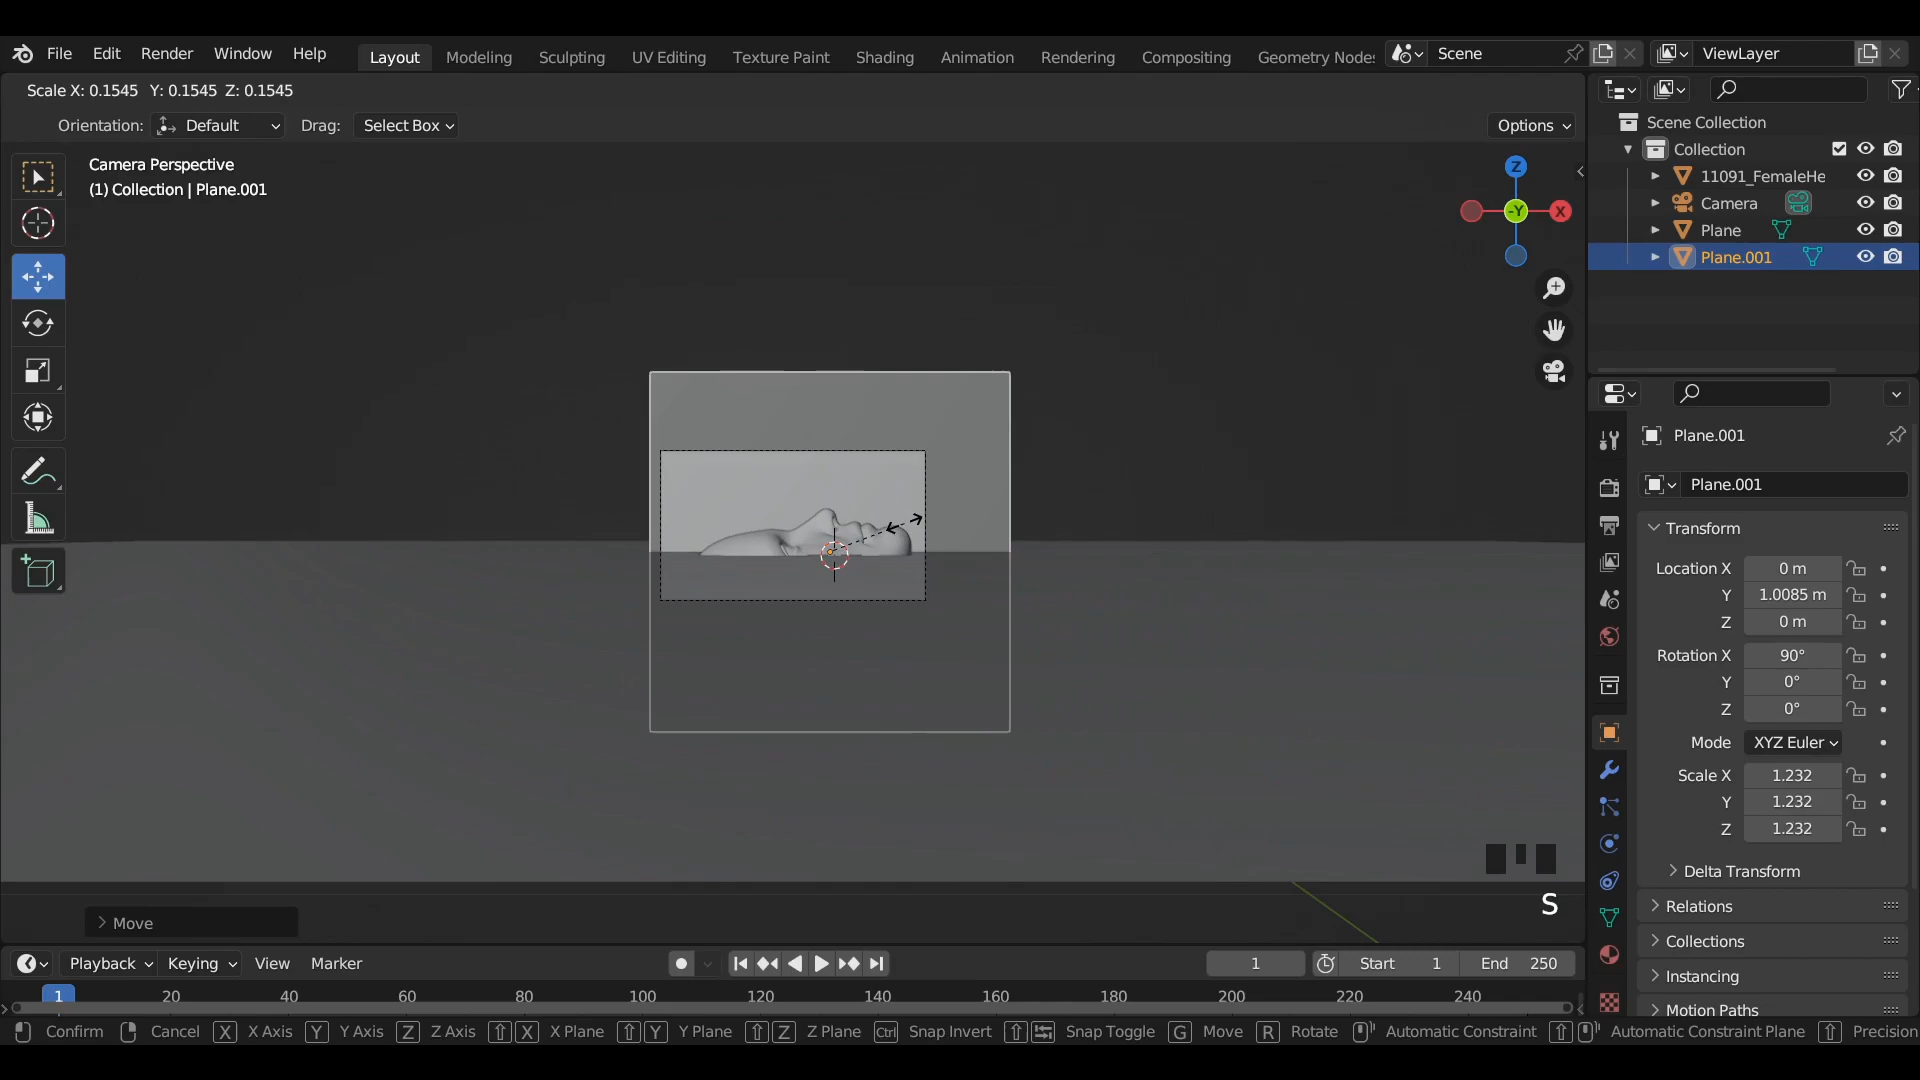 File Edit Render Window Help Layout Modeling Sculpting UV Editing Texture Paint Shading Animation Rendering Compositing Geometry Nodes Scene ViewLayer
Scale X: 0.1545 Y: 0.1545 Z: 0.1545
Orientation: Default Drag: Select Box Options
Camera Perspective
(1) Collection | Plane.001
Z
-Y X
Scene Collection
Collection
11091_FemaleHe
Camera
Plane
Plane.001
Plane.001
Plane.001
Transform
Location X 0 m
Y 1.0085 m
Z 0 m
Rotation X 90°
Y 0°
Z 0°
Mode XYZ Euler
Scale X 1.232
Y 1.232
Z 1.232
Delta Transform
Relations
Collections
Instancing
Motion Paths
S
Move
Playback Keying View Marker 1 Start 1 End 250
1 20 40 60 80 100 120 140 160 180 200 220 240
Confirm Cancel X X Axis Y Y Axis Z Z Axis X X Plane Y Y Plane Z Z Plane Ctrl Snap Invert Snap Toggle G Move R Rotate Automatic Constraint Automatic Constraint Plane Precision